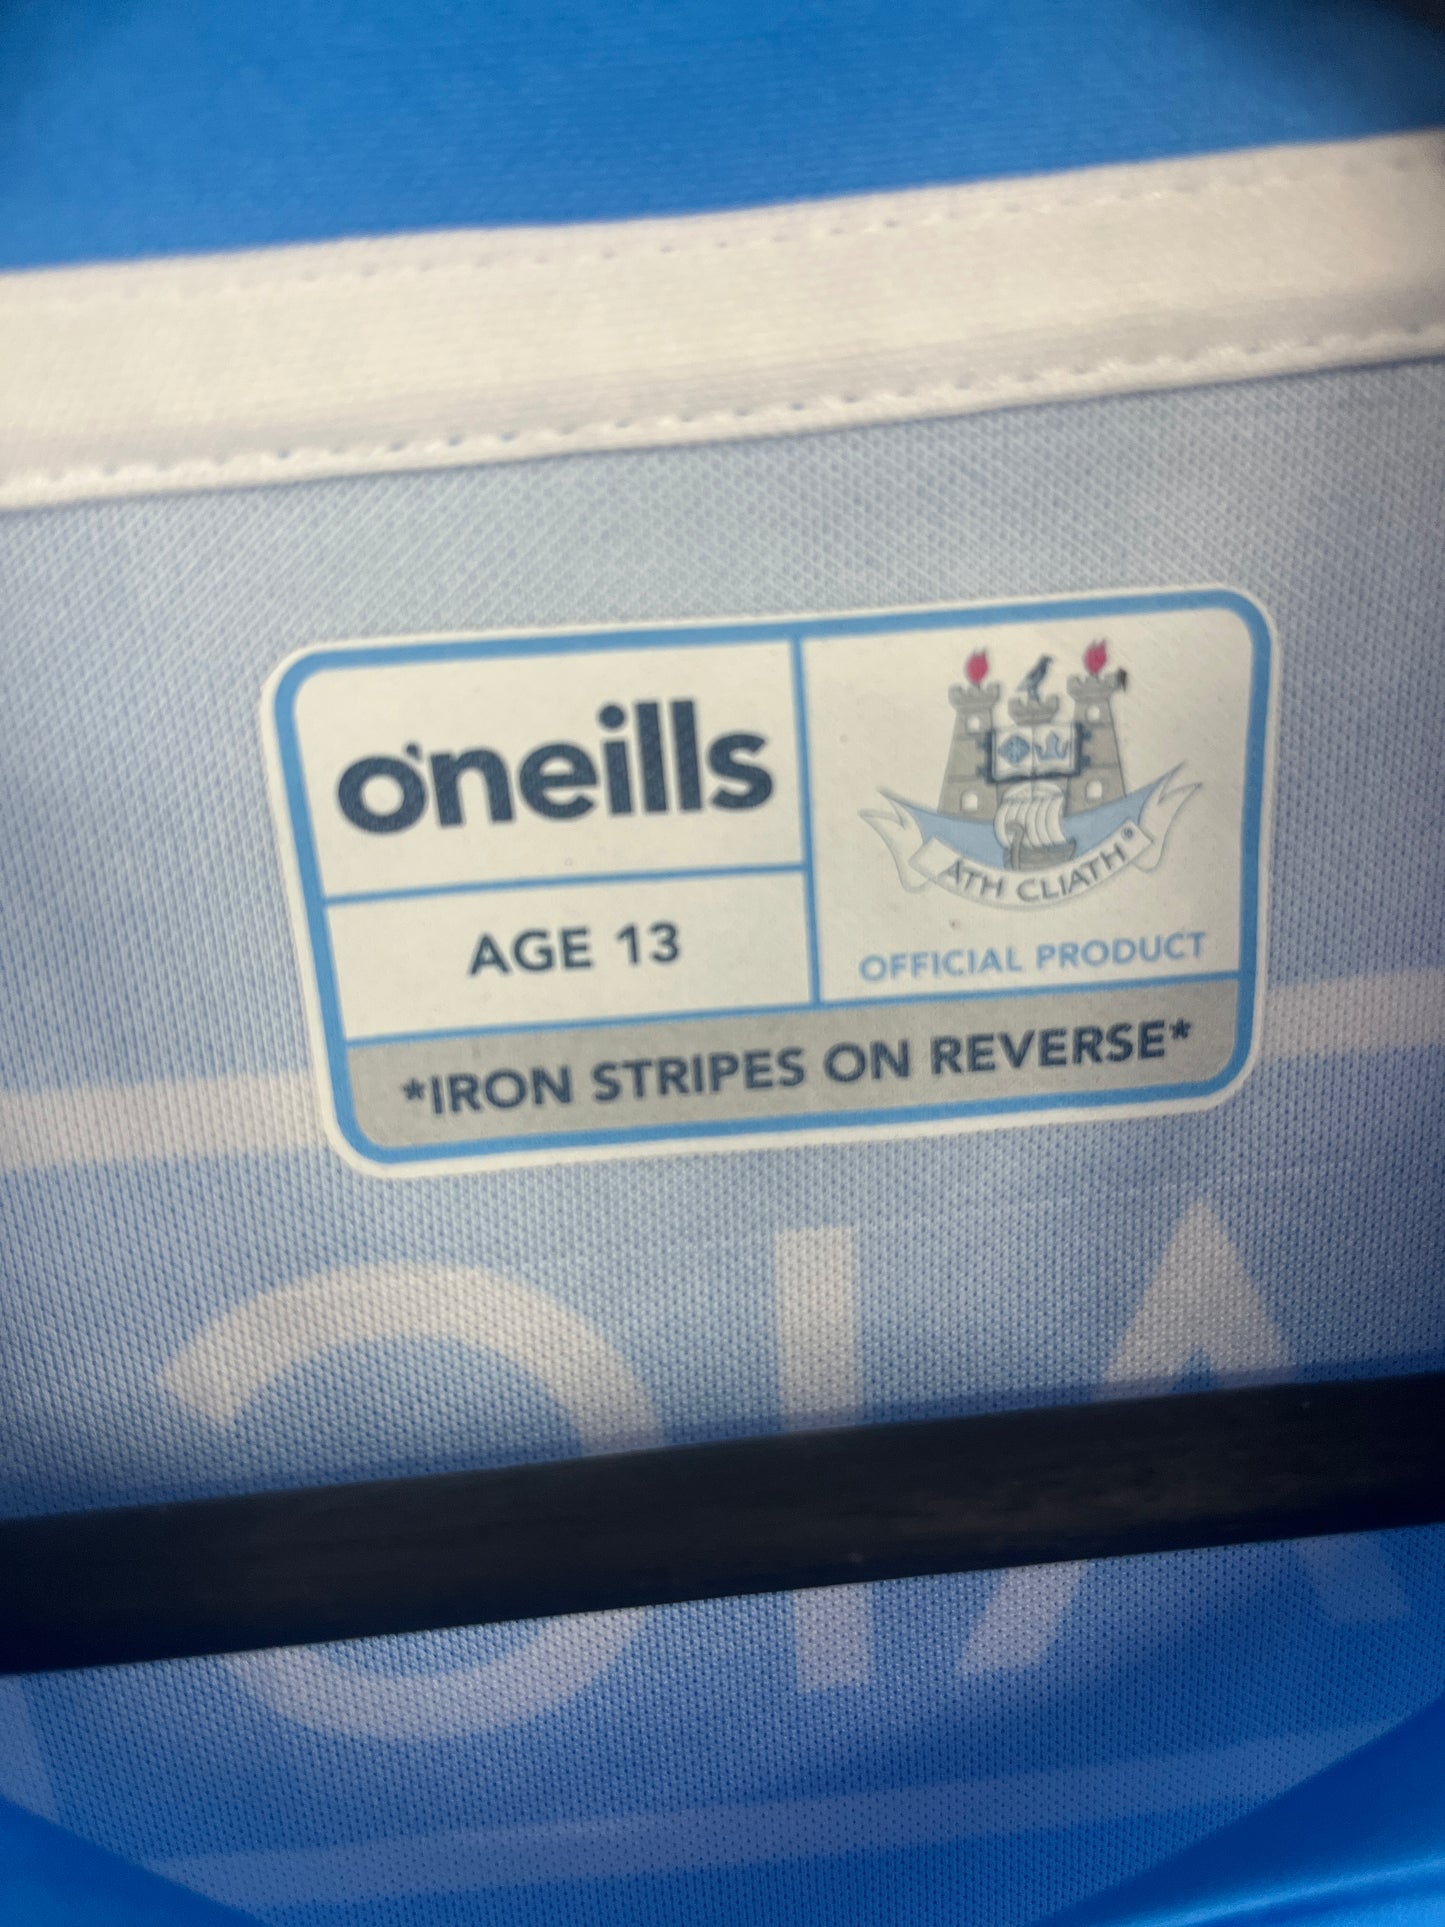 o'neills
AGE 13
ÁTH CLIATH®
OFFICIAL PRODUCT
*IRON STRIPES ON REVERSE*